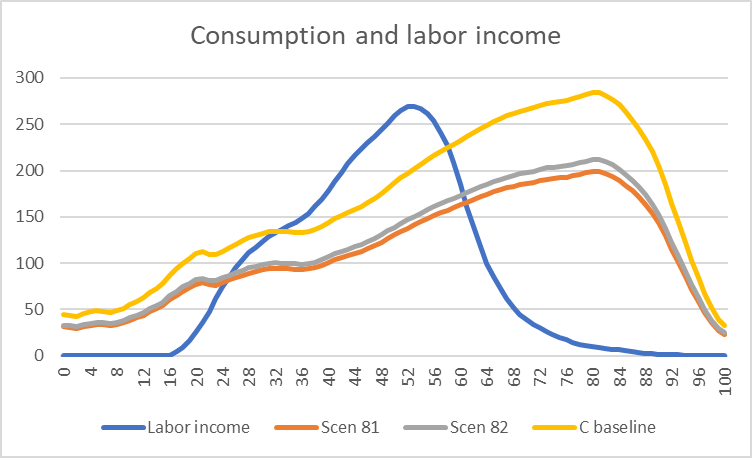 Consumption and labor income
300
250
200
150
100
50
0
0 4 8 12 16 20 24 28 32 36 40 44 48 52 56 60 64 68 72 76 80 84 88 92 96 100
Labor income Scen 81 Scen 82 C baseline